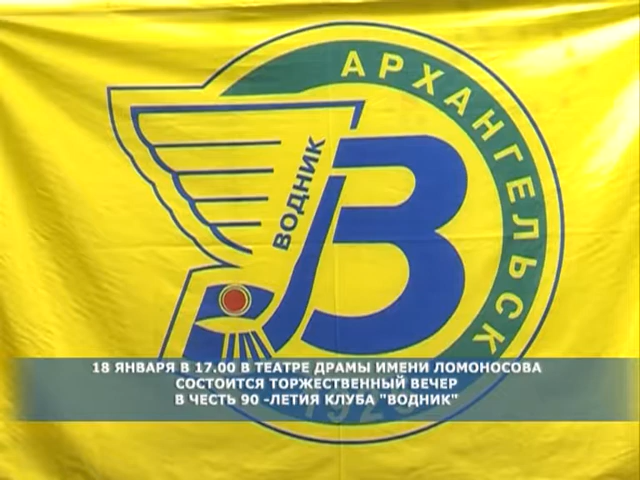 АРХАНГЕЛЬСК
ВОДНИК
В
18 ЯНВАРЯ В 17.00 В ТЕАТРЕ ДРАМЫ ИМЕНИ ЛОМОНОСОВА
СОСТОИТСЯ ТОРЖЕСТВЕННЫЙ ВЕЧЕР
В ЧЕСТЬ 90 -ЛЕТИЯ КЛУБА "ВОДНИК"